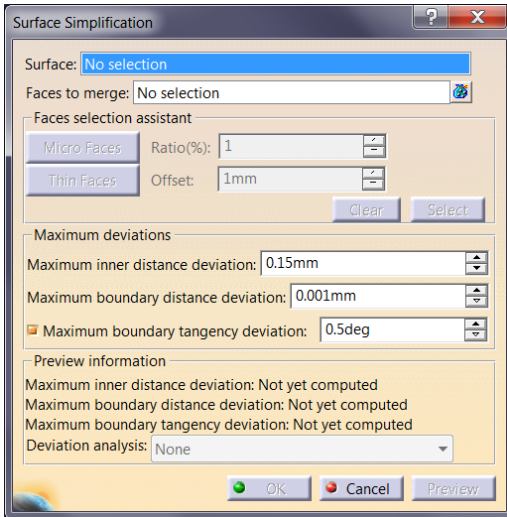 Surface Simplification ? X
Surface: No selection
Faces to merge: No selection
Faces selection assistant
Micro Faces Ratio(%): 1
Thin Faces Offset: 1mm
Clear Select
Maximum deviations
Maximum inner distance deviation: 0.15mm
Maximum boundary distance deviation: 0.001mm
Maximum boundary tangency deviation: 0.5deg
Preview information
Maximum inner distance deviation: Not yet computed
Maximum boundary distance deviation: Not yet computed
Maximum boundary tangency deviation: Not yet computed
Deviation analysis: None
OK Cancel Preview